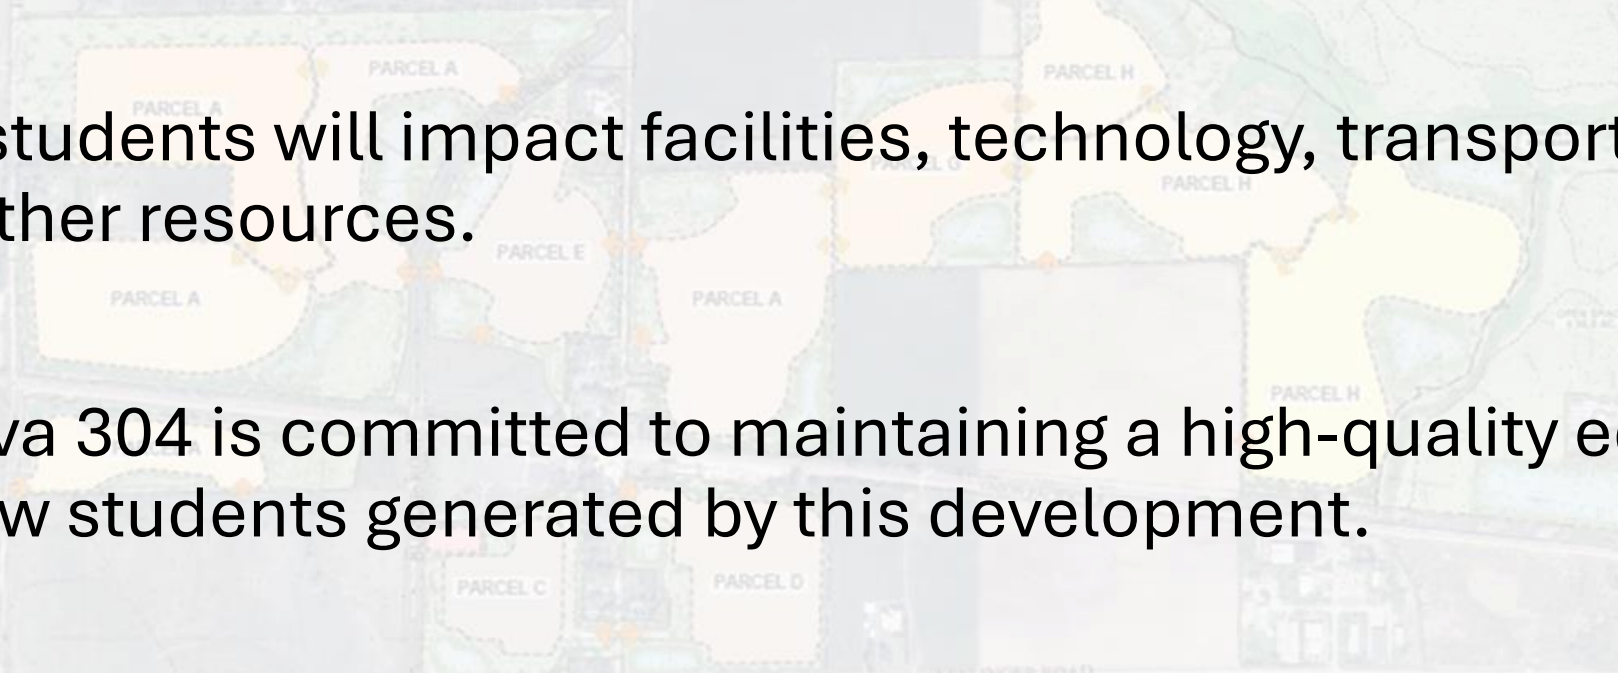 PARCEL A
PARCEL H
PARCEL A
students will impact facilities, technology, transport
PARCEL G
PARCEL H
ther resources.
PARCEL E
PARCEL A
PARCEL A
PARCEL H
va 304 is committed to maintaining a high-quality e
w students generated by this development.
PARCEL C
PARCEL D